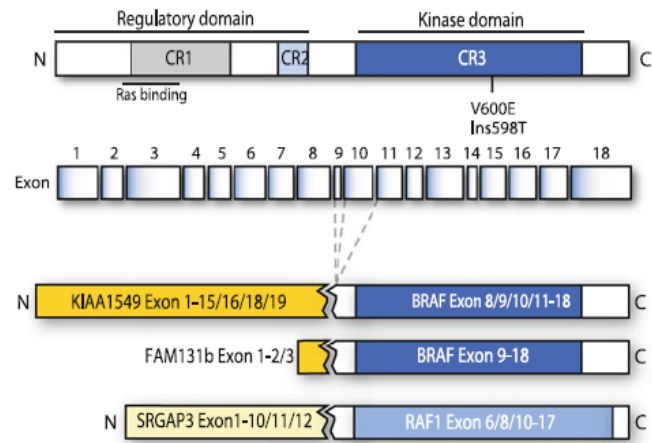 Regulatory domain Kinase domain
N CR1 CR2 CR3 C
Ras binding
V600E
Ins598T
1 2 3 4 5 6 7 8 9 10 11 12 13 14 15 16 17 18
Exon
N KIAA1549 Exon 1-15/16/18/19 BRAF Exon 8/9/10/11-18 C
FAM131b Exon 1-2/3 BRAF Exon 9-18 C
N SRGAP3 Exon1-10/11/12 RAF1 Exon 6/8/10-17 C